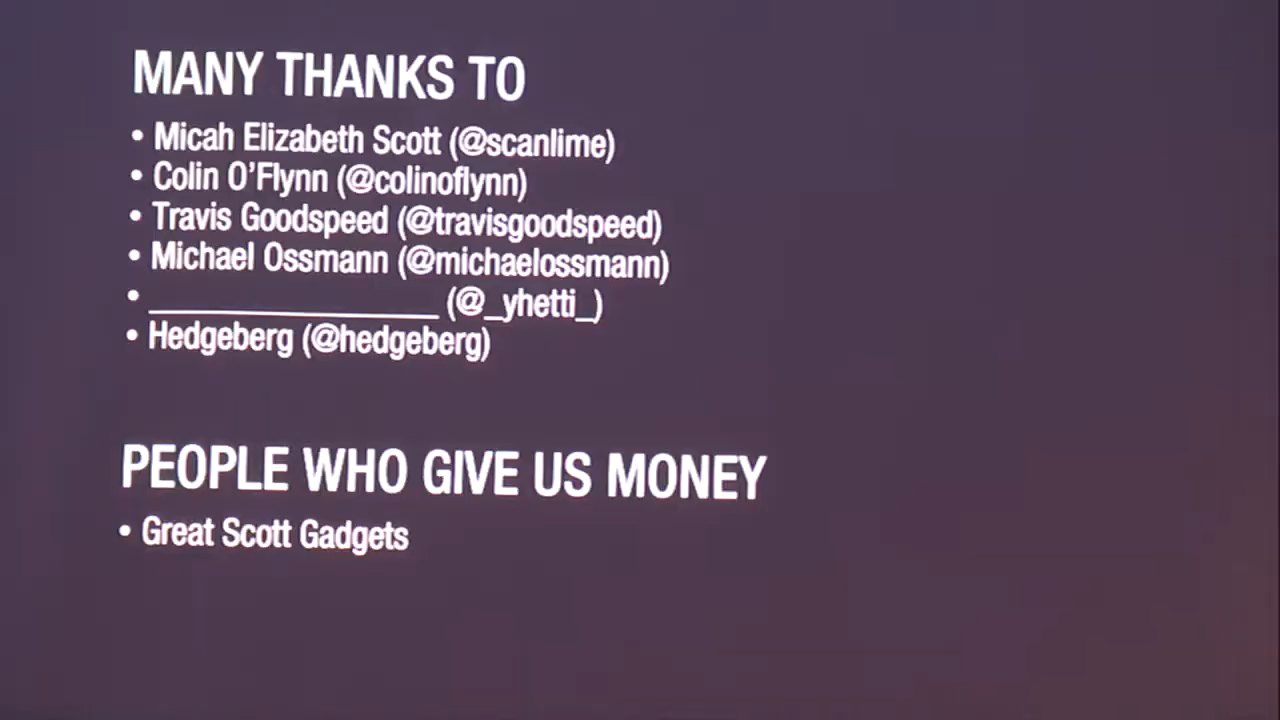 MANY THANKS TO
• Micah Elizabeth Scott (@scanlime)
• Colin O'Flynn (@colinoflynn)
• Travis Goodspeed (@travisgoodspeed)
• Michael Ossmann (@michaelossmann)
• ________________ (@_yhetti_)
• Hedgeberg (@hedgeberg)
PEOPLE WHO GIVE US MONEY
• Great Scott Gadgets